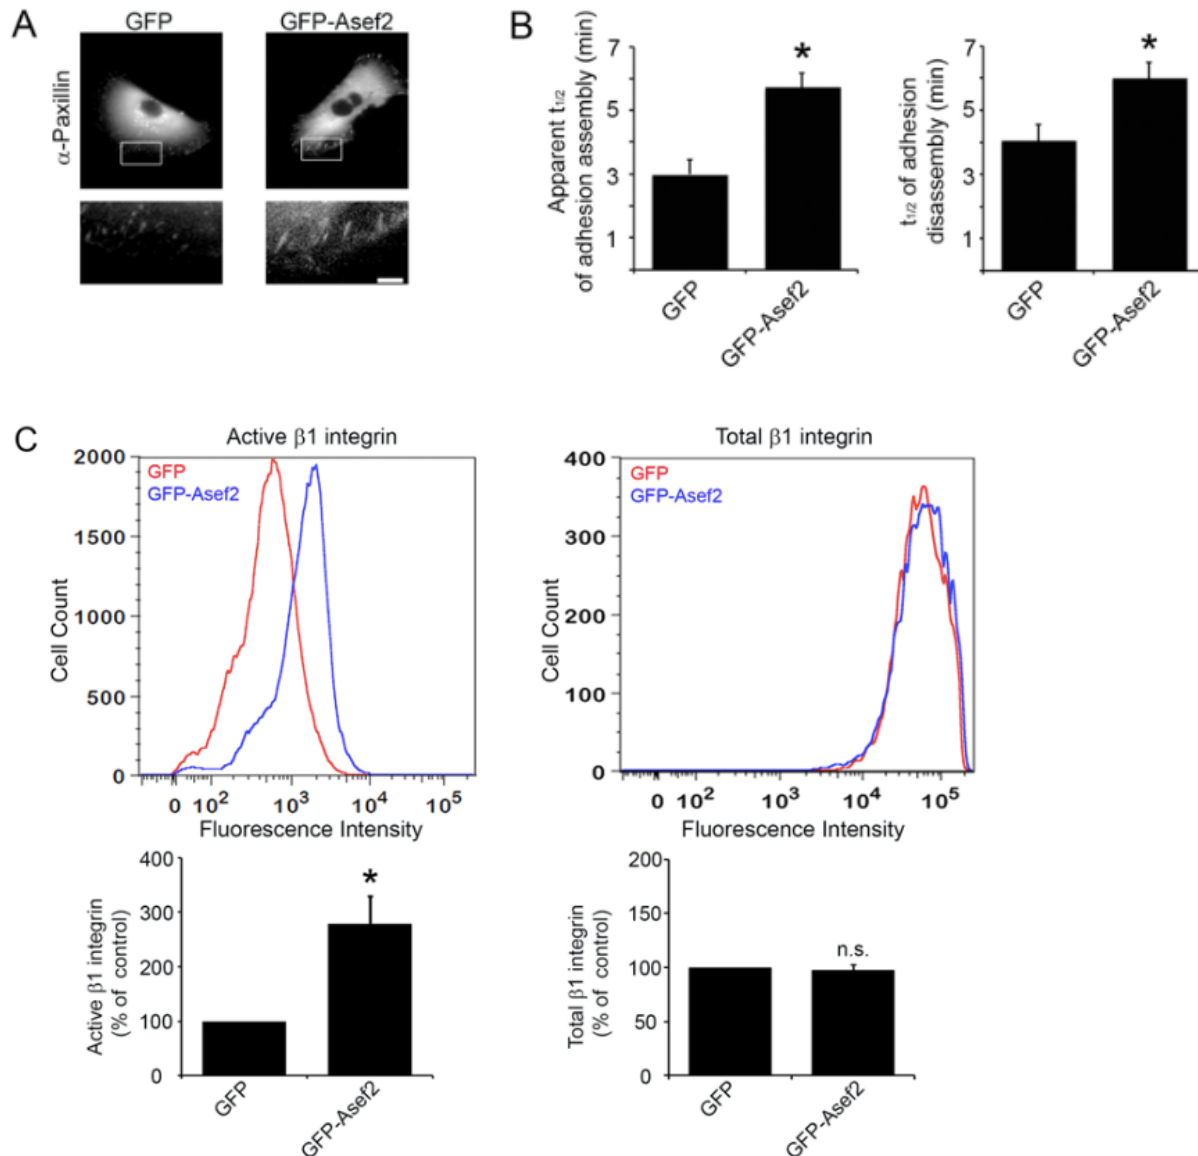 A
GFP
GFP-Asef2
α-Paxillin
B
Apparent t1/2
of adhesion assembly (min)
7
5
3
1
*
GFP
GFP-Asef2
t1/2 of adhesion
disassembly (min)
7
5
3
1
*
GFP
GFP-Asef2
C
Active β1 integrin
GFP
GFP-Asef2
Cell Count
2000
1500
1000
500
0
0 10² 10³ 10⁴ 10⁵
Fluorescence Intensity
Total β1 integrin
GFP
GFP-Asef2
Cell Count
400
300
200
100
0
0 10² 10³ 10⁴ 10⁵
Fluorescence Intensity
Active β1 integrin
(% of control)
400
300
200
100
0
*
GFP
GFP-Asef2
Total β1 integrin
(% of control)
200
150
100
50
0
n.s.
GFP
GFP-Asef2